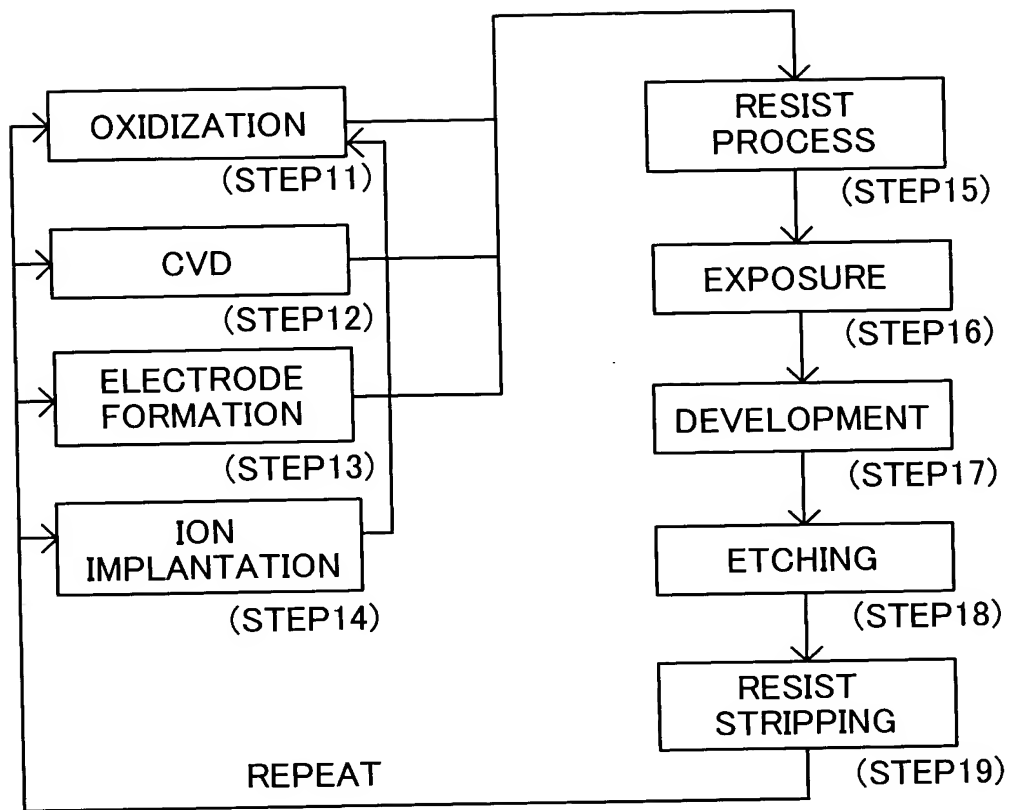 OXIDIZATION
(STEP11)
CVD
(STEP12)
ELECTRODE
FORMATION
(STEP13)
ION
IMPLANTATION
(STEP14)
REPEAT
RESIST
PROCESS
(STEP15)
EXPOSURE
(STEP16)
DEVELOPMENT
(STEP17)
ETCHING
(STEP18)
RESIST
STRIPPING
(STEP19)